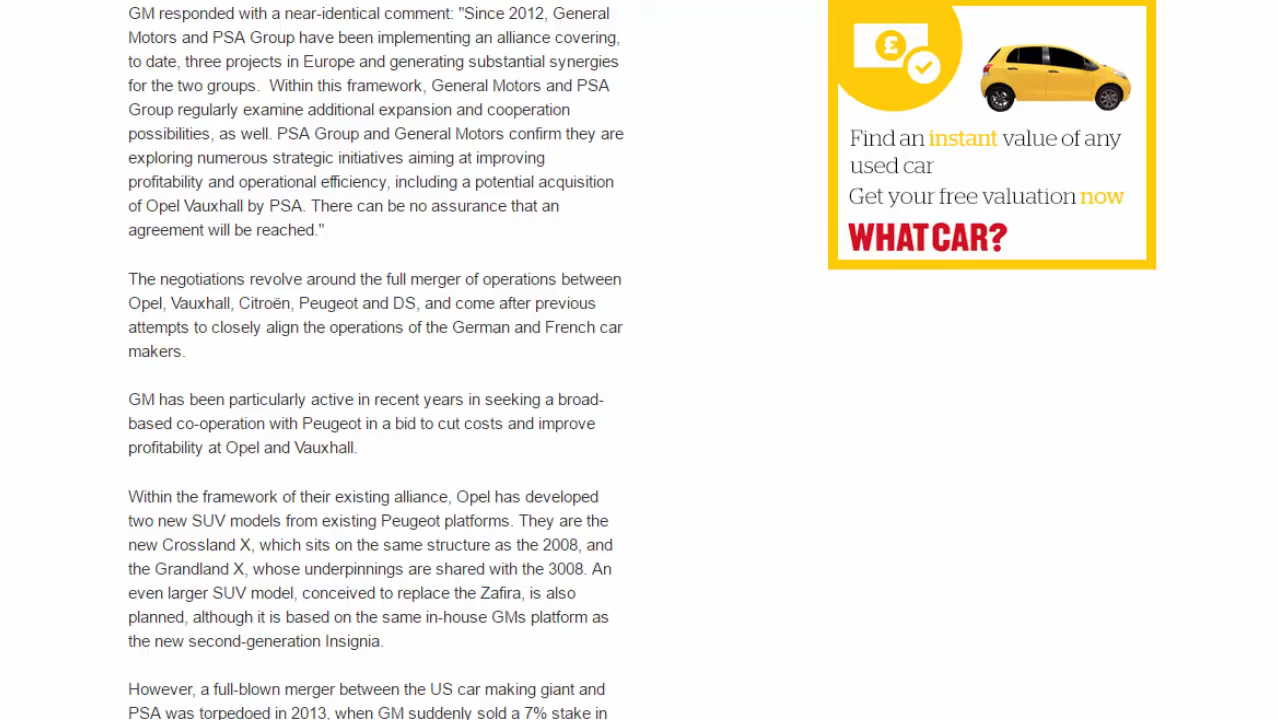 GM responded with a near-identical comment: "Since 2012, General
Motors and PSA Group have been implementing an alliance covering,
to date, three projects in Europe and generating substantial synergies
for the two groups.  Within this framework, General Motors and PSA
Group regularly examine additional expansion and cooperation
possibilities, as well. PSA Group and General Motors confirm they are
exploring numerous strategic initiatives aiming at improving
profitability and operational efficiency, including a potential acquisition
of Opel Vauxhall by PSA. There can be no assurance that an
agreement will be reached."
The negotiations revolve around the full merger of operations between
Opel, Vauxhall, Citroën, Peugeot and DS, and come after previous
attempts to closely align the operations of the German and French car
makers.
GM has been particularly active in recent years in seeking a broad-
based co-operation with Peugeot in a bid to cut costs and improve
profitability at Opel and Vauxhall.
Within the framework of their existing alliance, Opel has developed
two new SUV models from existing Peugeot platforms. They are the
new Crossland X, which sits on the same structure as the 2008, and
the Grandland X, whose underpinnings are shared with the 3008. An
even larger SUV model, conceived to replace the Zafira, is also
planned, although it is based on the same in-house GMs platform as
the new second-generation Insignia.
However, a full-blown merger between the US car making giant and
PSA was torpedoed in 2013, when GM suddenly sold a 7% stake in
£
Find an instant value of any
used car
Get your free valuation now
WHAT CAR?